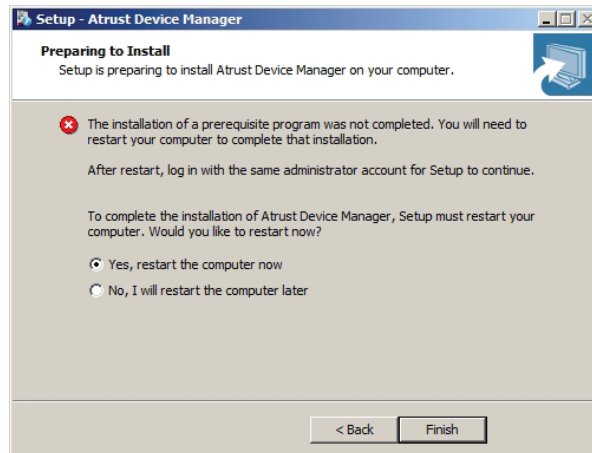 Setup - Atrust Device Manager
Preparing to Install
Setup is preparing to install Atrust Device Manager on your computer.
The installation of a prerequisite program was not completed. You will need to
restart your computer to complete that installation.
After restart, log in with the same administrator account for Setup to continue.
To complete the installation of Atrust Device Manager, Setup must restart your
computer. Would you like to restart now?
Yes, restart the computer now
No, I will restart the computer later
< Back
Finish